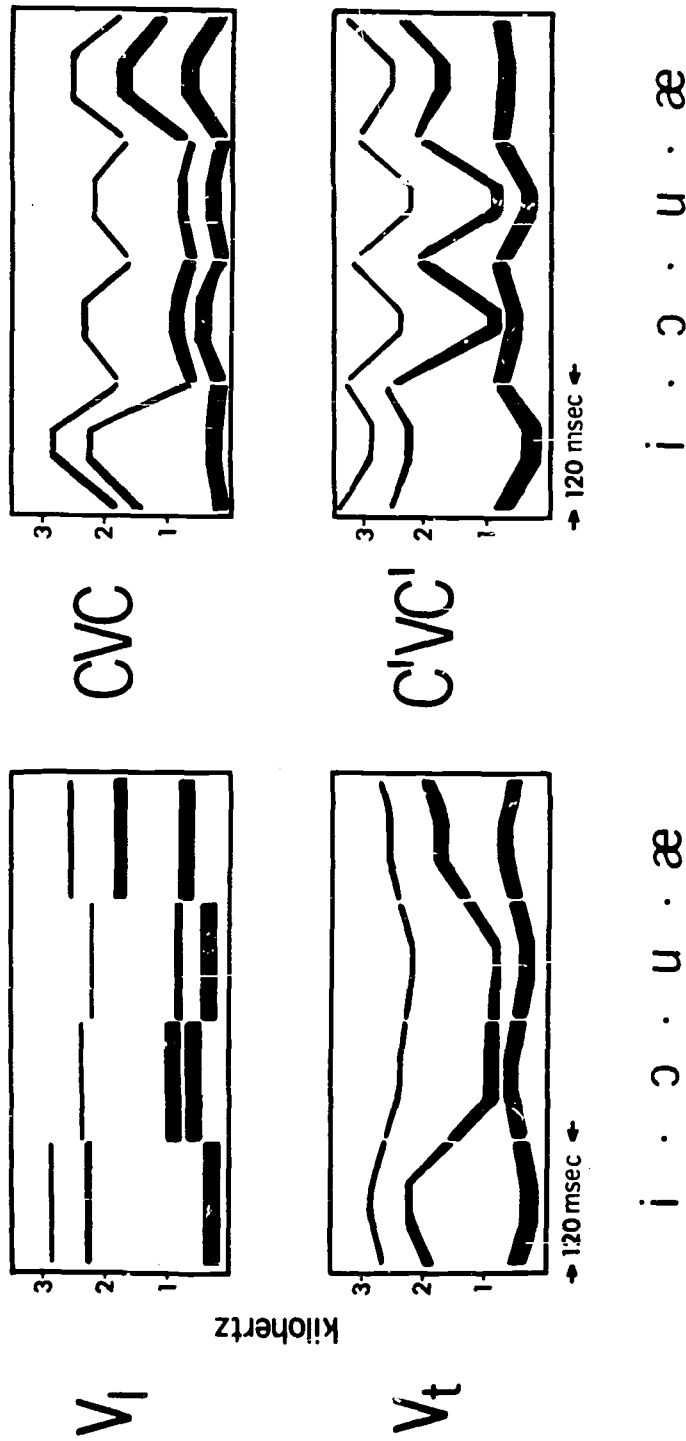 Vl
3
2
1
CVC
3
2
1
kilohertz
Vt
3
2
1
→ 120 msec ←
C'VC'
3
2
1
→ 120 msec ←
i . ɔ . u . æ
i . ɔ . u . æ